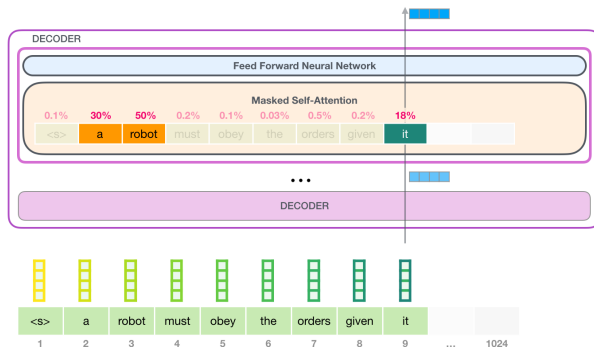 DECODER
Feed Forward Neural Network
Masked Self-Attention
0.1% 30% 50% 0.2% 0.1% 0.03% 0.5% 0.2% 18%
<s> a robot must obey the orders given it
...
DECODER
<s> a robot must obey the orders given it
1 2 3 4 5 6 7 8 9 ... 1024